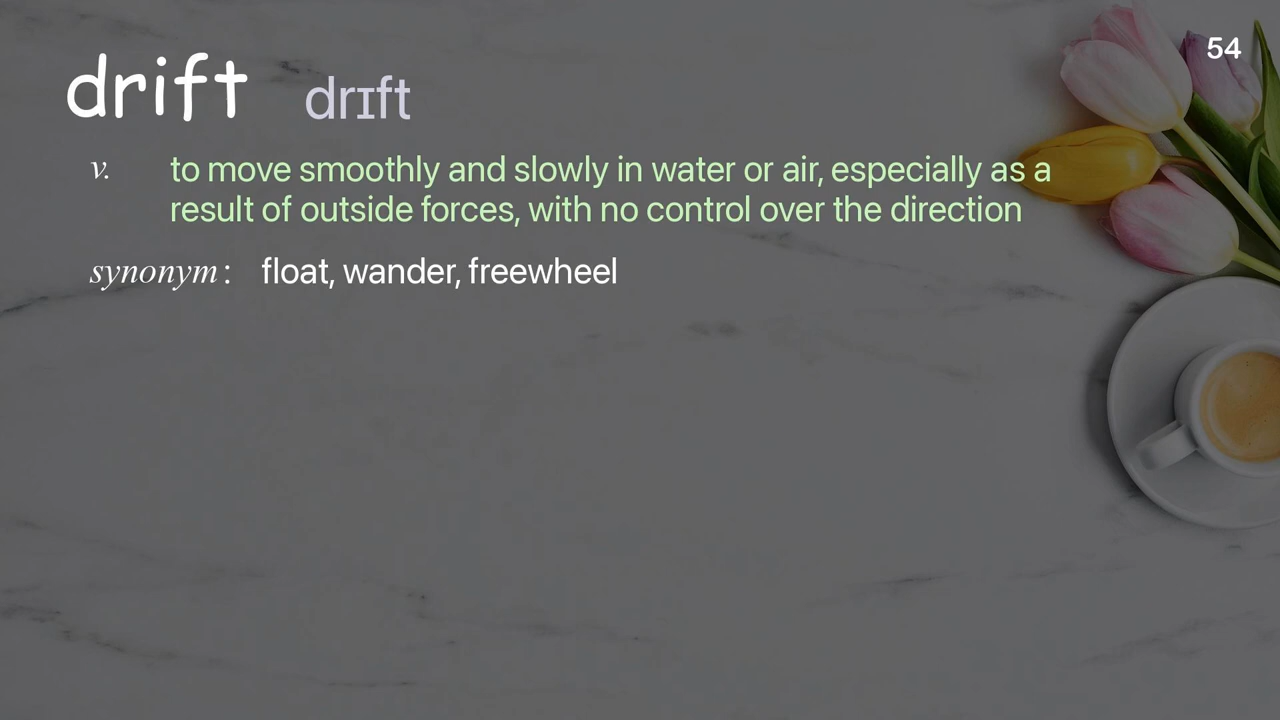 54
drift drɪft
v. to move smoothly and slowly in water or air, especially as a
result of outside forces, with no control over the direction
synonym: float, wander, freewheel